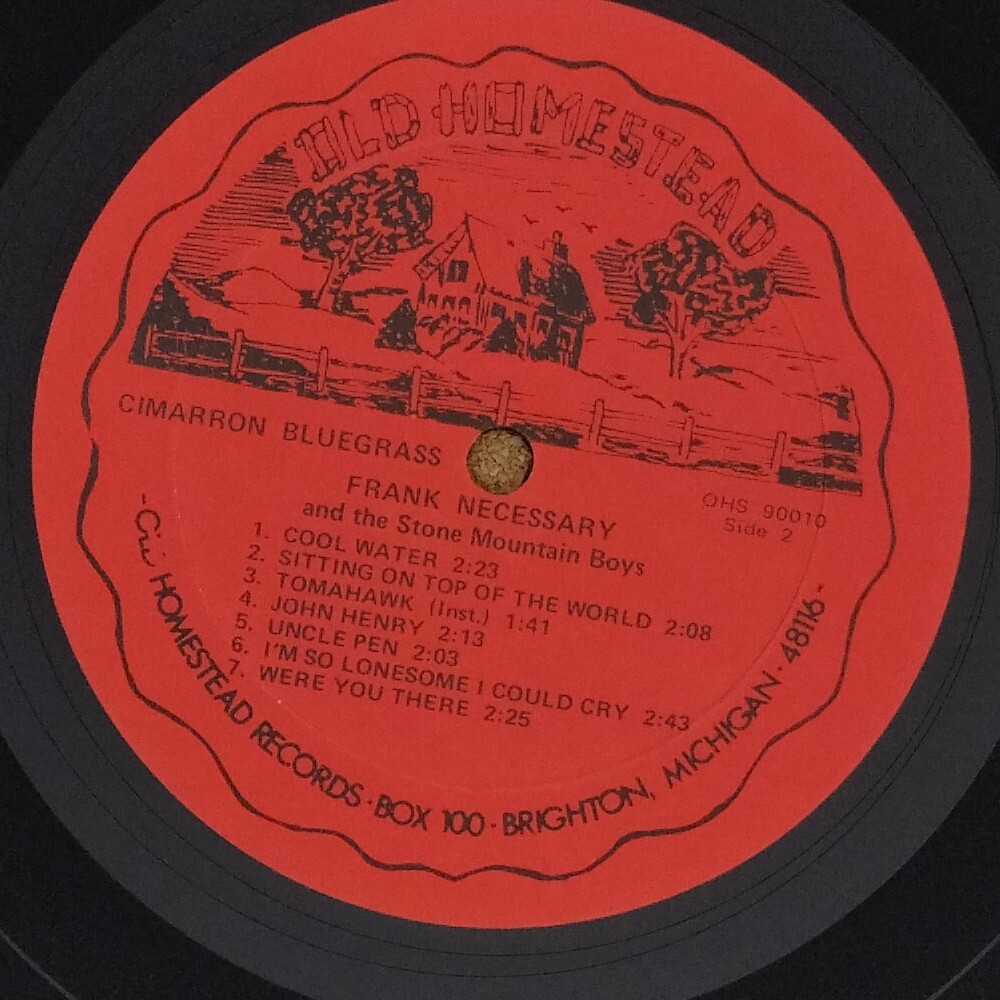 OLD HOMESTEAD
CIMARRON BLUEGRASS
OHS 90010
Side 2
FRANK NECESSARY
and the Stone Mountain Boys
1. COOL WATER 2:23
2. SITTING ON TOP OF THE WORLD 2:08
3. TOMAHAWK (Inst.) 1:41
4. JOHN HENRY 2:13
5. UNCLE PEN 2:03
6. I'M SO LONESOME I COULD CRY 2:43
7. WERE YOU THERE 2:25
HOMESTEAD RECORDS · BOX 100 · BRIGHTON, MICHIGAN · 48116 -